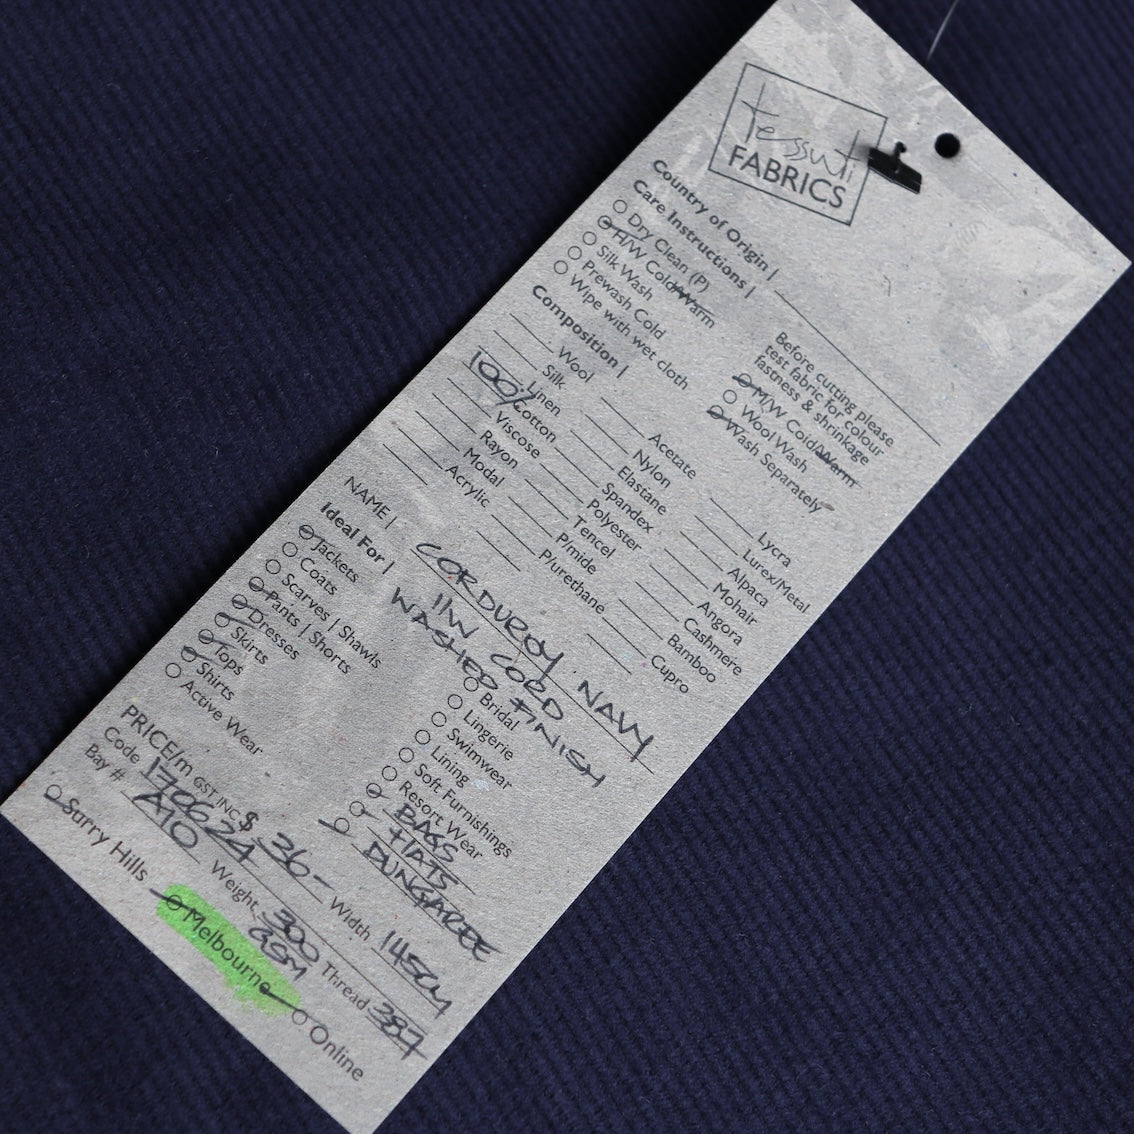 tessuti
FABRICS
Country of Origin |
Care Instructions |
Dry Clean (P)
H/W Cold/Warm
Silk Wash
Prewash Cold
Wipe with wet cloth
Before cutting please
test fabric for colour
fastness & shrinkage
M/W Cold/Warm
Wool Wash
Wash Separately
Composition |
Wool
Silk
Linen
100% Cotton
Viscose
Rayon
Modal
Acrylic
Acetate
Nylon
Elastane
Spandex
Polyester
Tencel
P/mide
P/urethane
Lycra
Lurex/Metal
Alpaca
Mohair
Angora
Cashmere
Bamboo
Cupro
NAME | CORDUROY. NAVY
11W CORD
WASHED FINISH
Ideal For |
Jackets
Coats
Scarves | Shawls
Pants | Shorts
Dresses
Skirts
Tops
Shirts
Active Wear
Bridal
Lingerie
Swimwear
Lining
Soft Furnishings
Resort Wear
BAGS
HATS
DUNGAREE
PRICE/m GST INC $ 36- Width 145cm
Code 170624 Weight 300 GSM Thread 387
Bay # A10
Surry Hills Melbourne Online